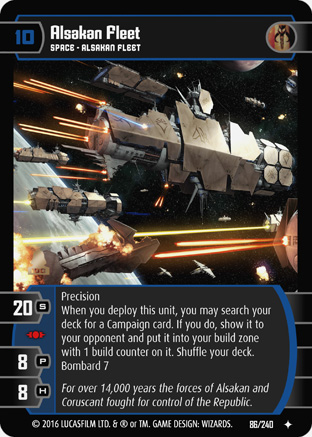 10 Alsakan Fleet
SPACE - ALSAKAN FLEET
Precision
When you deploy this unit, you may search your
deck for a Campaign card. If you do, show it to
your opponent and put it into your build zone
with 1 build counter on it. Shuffle your deck.
Bombard 7
20 S
8 P
8 H
For over 14,000 years the forces of Alsakan and
Coruscant fought for control of the Republic.
© 2016 LUCASFILM LTD. & ® or TM. GAME DESIGN: WIZARDS. 86/240